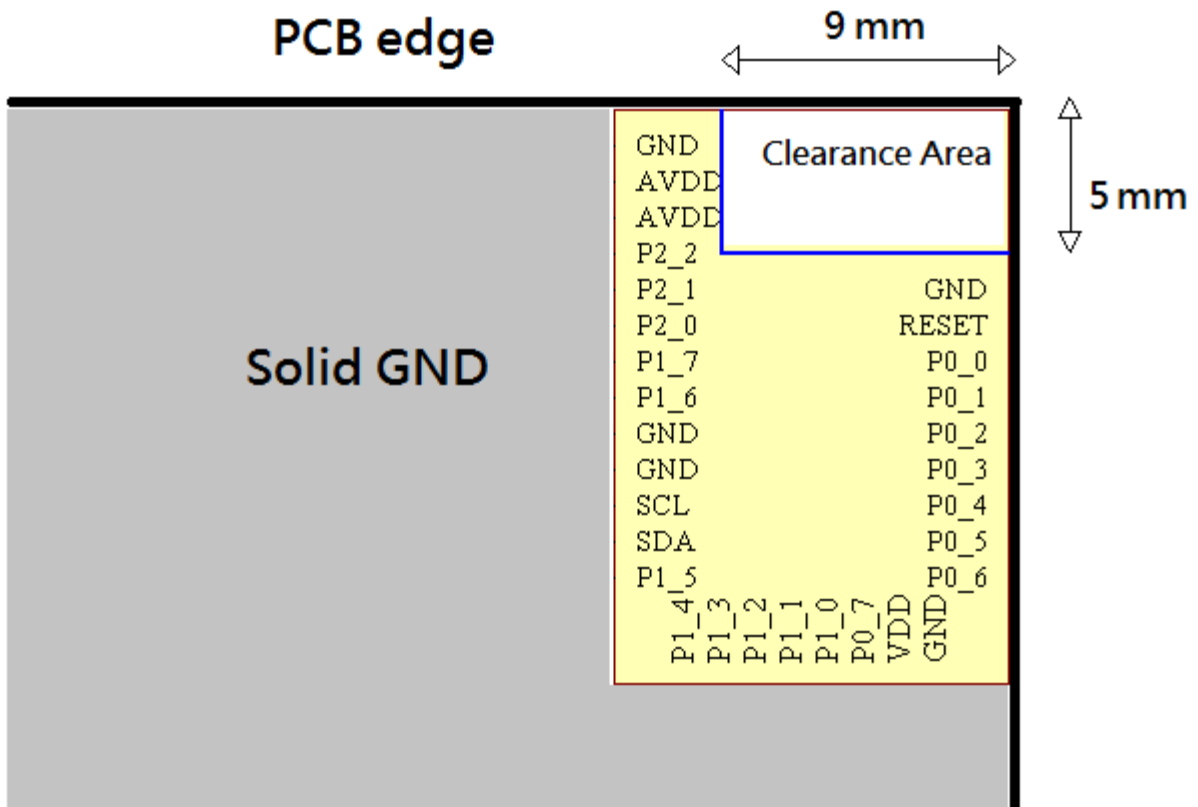 PCB edge
9 mm
5 mm
Clearance Area
Solid GND
GND
AVDD
AVDD
P2_2
P2_1
P2_0
P1_7
P1_6
GND
GND
SCL
SDA
P1_5
P1_4
P1_3
P1_2
P1_1
P1_0
P0_7
VDD
GND
GND
RESET
P0_0
P0_1
P0_2
P0_3
P0_4
P0_5
P0_6